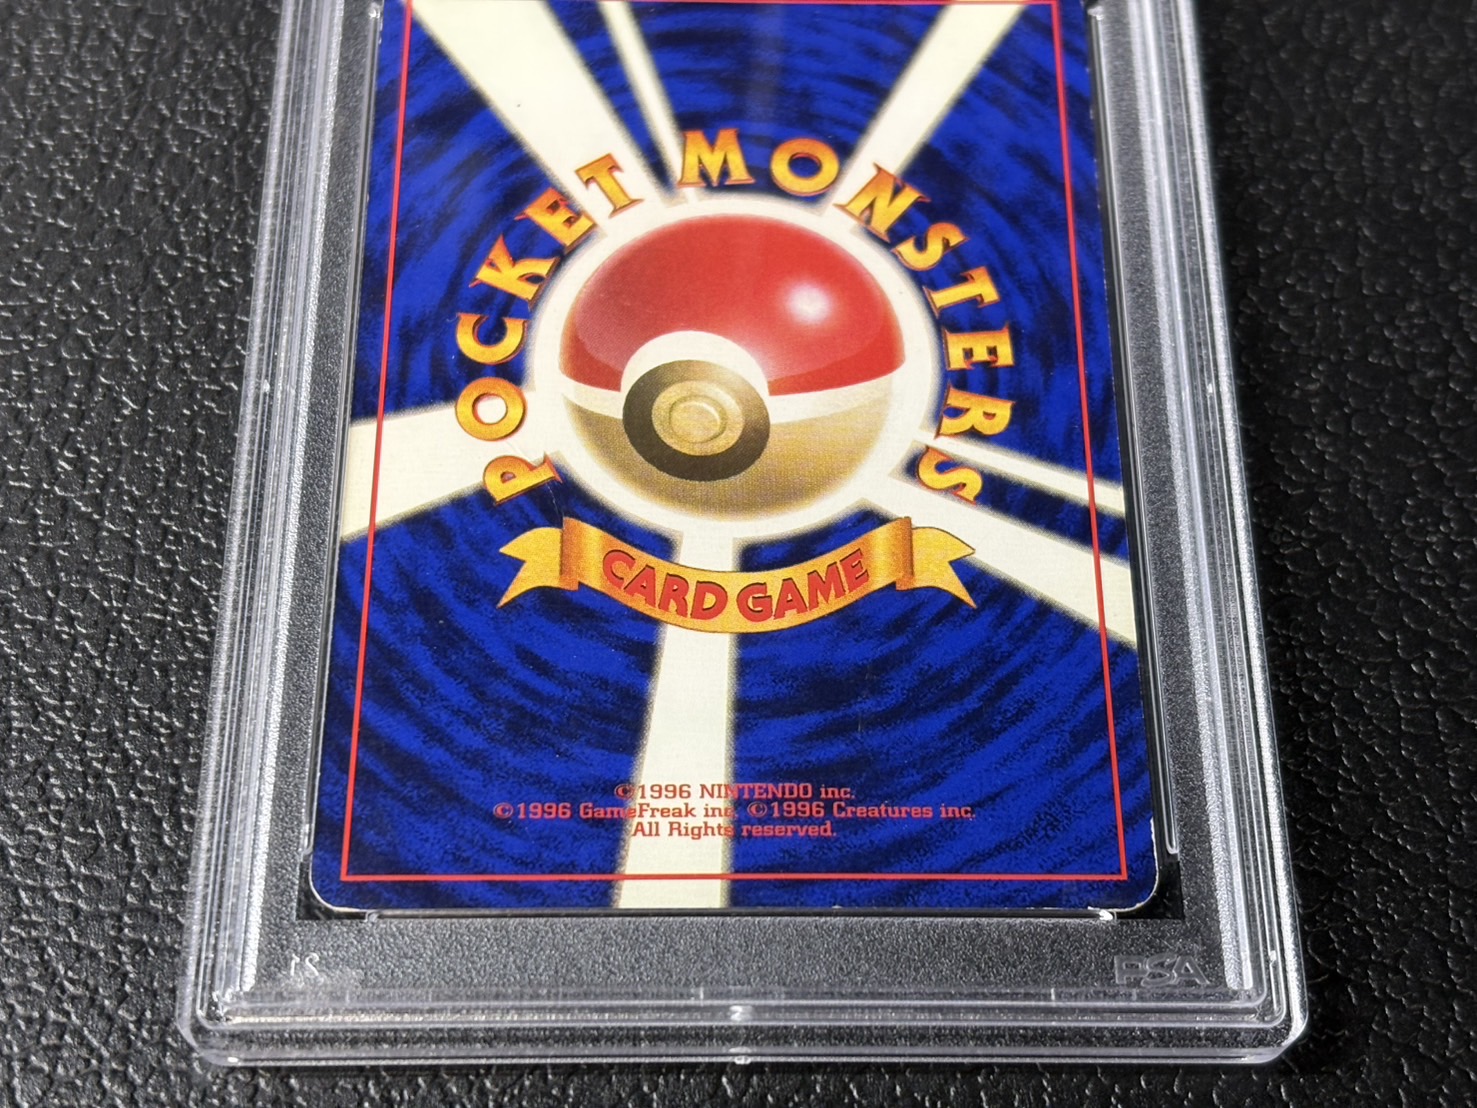 POCKET MONSTERS
CARD GAME
©1996 NINTENDO inc.
©1996 GameFreak inc. ©1996 Creatures inc.
All Rights reserved.
PSA